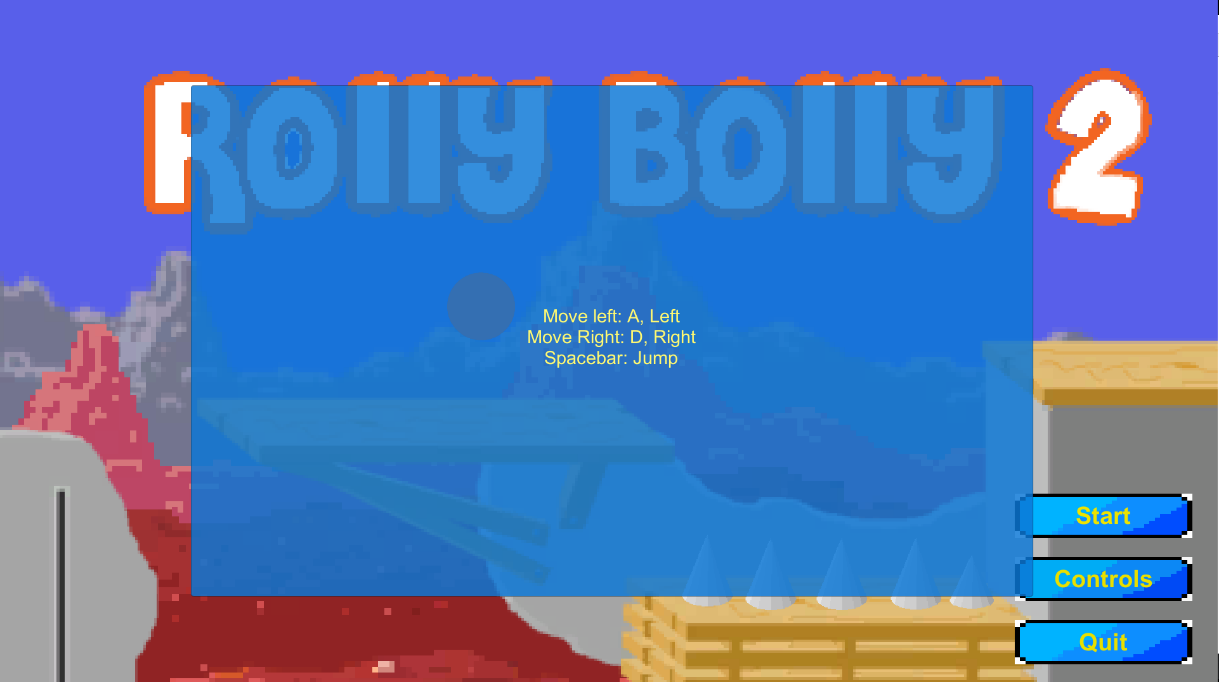 Rolly Bolly 2
Move left: A, Left
Move Right: D, Right
Spacebar: Jump
Start
Controls
Quit